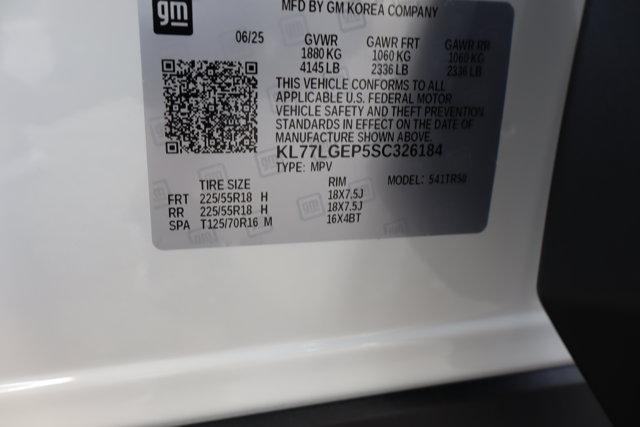 gm
MFD BY GM KOREA COMPANY
06/25 GVWR GAWR FRT GAWR RR
1880 KG 1060 KG 1060 KG
4145 LB 2336 LB 2336 LB
THIS VEHICLE CONFORMS TO ALL
APPLICABLE U.S. FEDERAL MOTOR
VEHICLE SAFETY AND THEFT PREVENTION
STANDARDS IN EFFECT ON THE DATE OF
MANUFACTURE SHOWN ABOVE.
KL77LGEP5SC326184
TYPE: MPV MODEL: 541TR58
TIRE SIZE RIM
FRT 225/55R18 H 18X7.5J
RR 225/55R18 H 18X7.5J
SPA T125/70R16 M 16X4BT